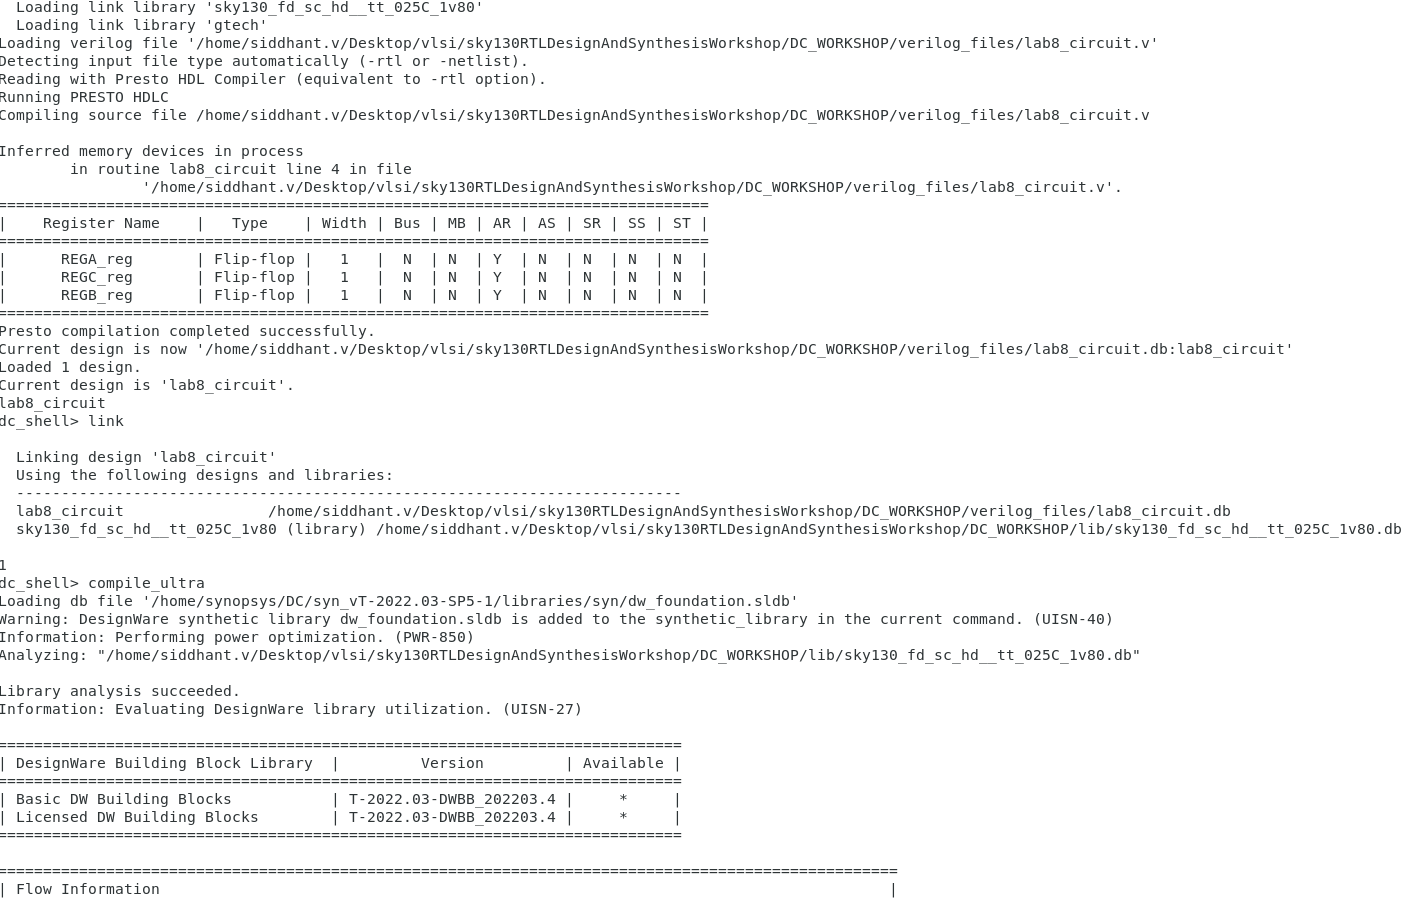 Loading link library 'sky130_fd_sc_hd__tt_025C_1v80'
  Loading link library 'gtech'
Loading verilog file '/home/siddhant.v/Desktop/vlsi/sky130RTLDesignAndSynthesisWorkshop/DC_WORKSHOP/verilog_files/lab8_circuit.v'
Detecting input file type automatically (-rtl or -netlist).
Reading with Presto HDL Compiler (equivalent to -rtl option).
Running PRESTO HDLC
Compiling source file /home/siddhant.v/Desktop/vlsi/sky130RTLDesignAndSynthesisWorkshop/DC_WORKSHOP/verilog_files/lab8_circuit.v

Inferred memory devices in process
        in routine lab8_circuit line 4 in file
                '/home/siddhant.v/Desktop/vlsi/sky130RTLDesignAndSynthesisWorkshop/DC_WORKSHOP/verilog_files/lab8_circuit.v'.
===============================================================================
|    Register Name    |   Type    | Width | Bus | MB | AR | AS | SR | SS | ST |
===============================================================================
|      REGA_reg       | Flip-flop |   1   |  N  | N  | Y  | N  | N  | N  | N  |
|      REGC_reg       | Flip-flop |   1   |  N  | N  | Y  | N  | N  | N  | N  |
|      REGB_reg       | Flip-flop |   1   |  N  | N  | Y  | N  | N  | N  | N  |
===============================================================================
Presto compilation completed successfully.
Current design is now '/home/siddhant.v/Desktop/vlsi/sky130RTLDesignAndSynthesisWorkshop/DC_WORKSHOP/verilog_files/lab8_circuit.db:lab8_circuit'
Loaded 1 design.
Current design is 'lab8_circuit'.
lab8_circuit
dc_shell> link

  Linking design 'lab8_circuit'
  Using the following designs and libraries:
  --------------------------------------------------------------------------
  lab8_circuit                /home/siddhant.v/Desktop/vlsi/sky130RTLDesignAndSynthesisWorkshop/DC_WORKSHOP/verilog_files/lab8_circuit.db
  sky130_fd_sc_hd__tt_025C_1v80 (library) /home/siddhant.v/Desktop/vlsi/sky130RTLDesignAndSynthesisWorkshop/DC_WORKSHOP/lib/sky130_fd_sc_hd__tt_025C_1v80.db

1
dc_shell> compile_ultra
Loading db file '/home/synopsys/DC/syn_vT-2022.03-SP5-1/libraries/syn/dw_foundation.sldb'
Warning: DesignWare synthetic library dw_foundation.sldb is added to the synthetic_library in the current command. (UISN-40)
Information: Performing power optimization. (PWR-850)
Analyzing: "/home/siddhant.v/Desktop/vlsi/sky130RTLDesignAndSynthesisWorkshop/DC_WORKSHOP/lib/sky130_fd_sc_hd__tt_025C_1v80.db"

Library analysis succeeded.
Information: Evaluating DesignWare library utilization. (UISN-27)

============================================================================
| DesignWare Building Block Library  |         Version         | Available |
============================================================================
| Basic DW Building Blocks           | T-2022.03-DWBB_202203.4 |     *     |
| Licensed DW Building Blocks        | T-2022.03-DWBB_202203.4 |     *     |
============================================================================

====================================================================================================
| Flow Information                                                                                 |